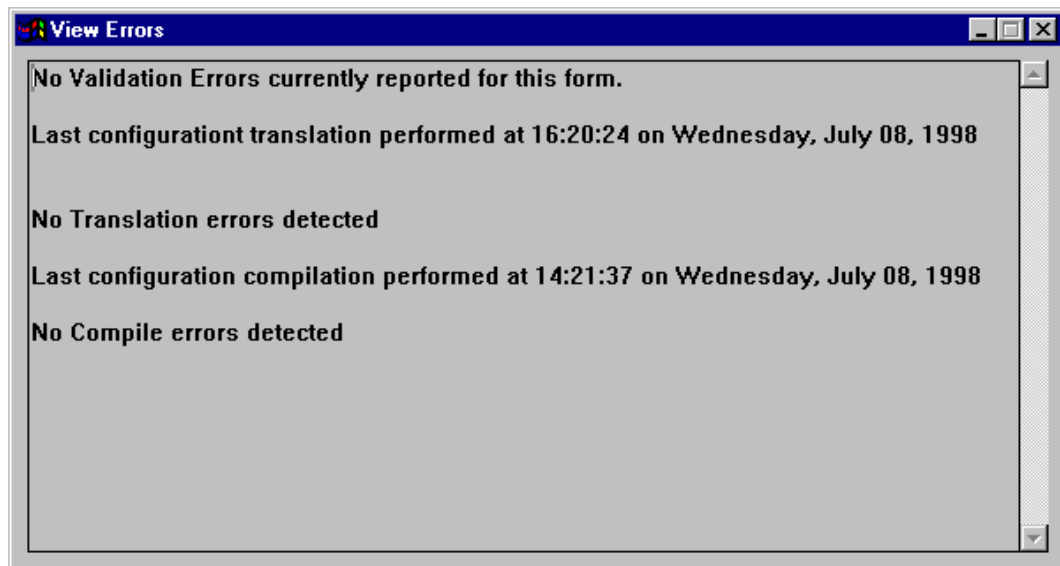 View Errors
No Validation Errors currently reported for this form.
Last configurationt translation performed at 16:20:24 on Wednesday, July 08, 1998
No Translation errors detected
Last configuration compilation performed at 14:21:37 on Wednesday, July 08, 1998
No Compile errors detected